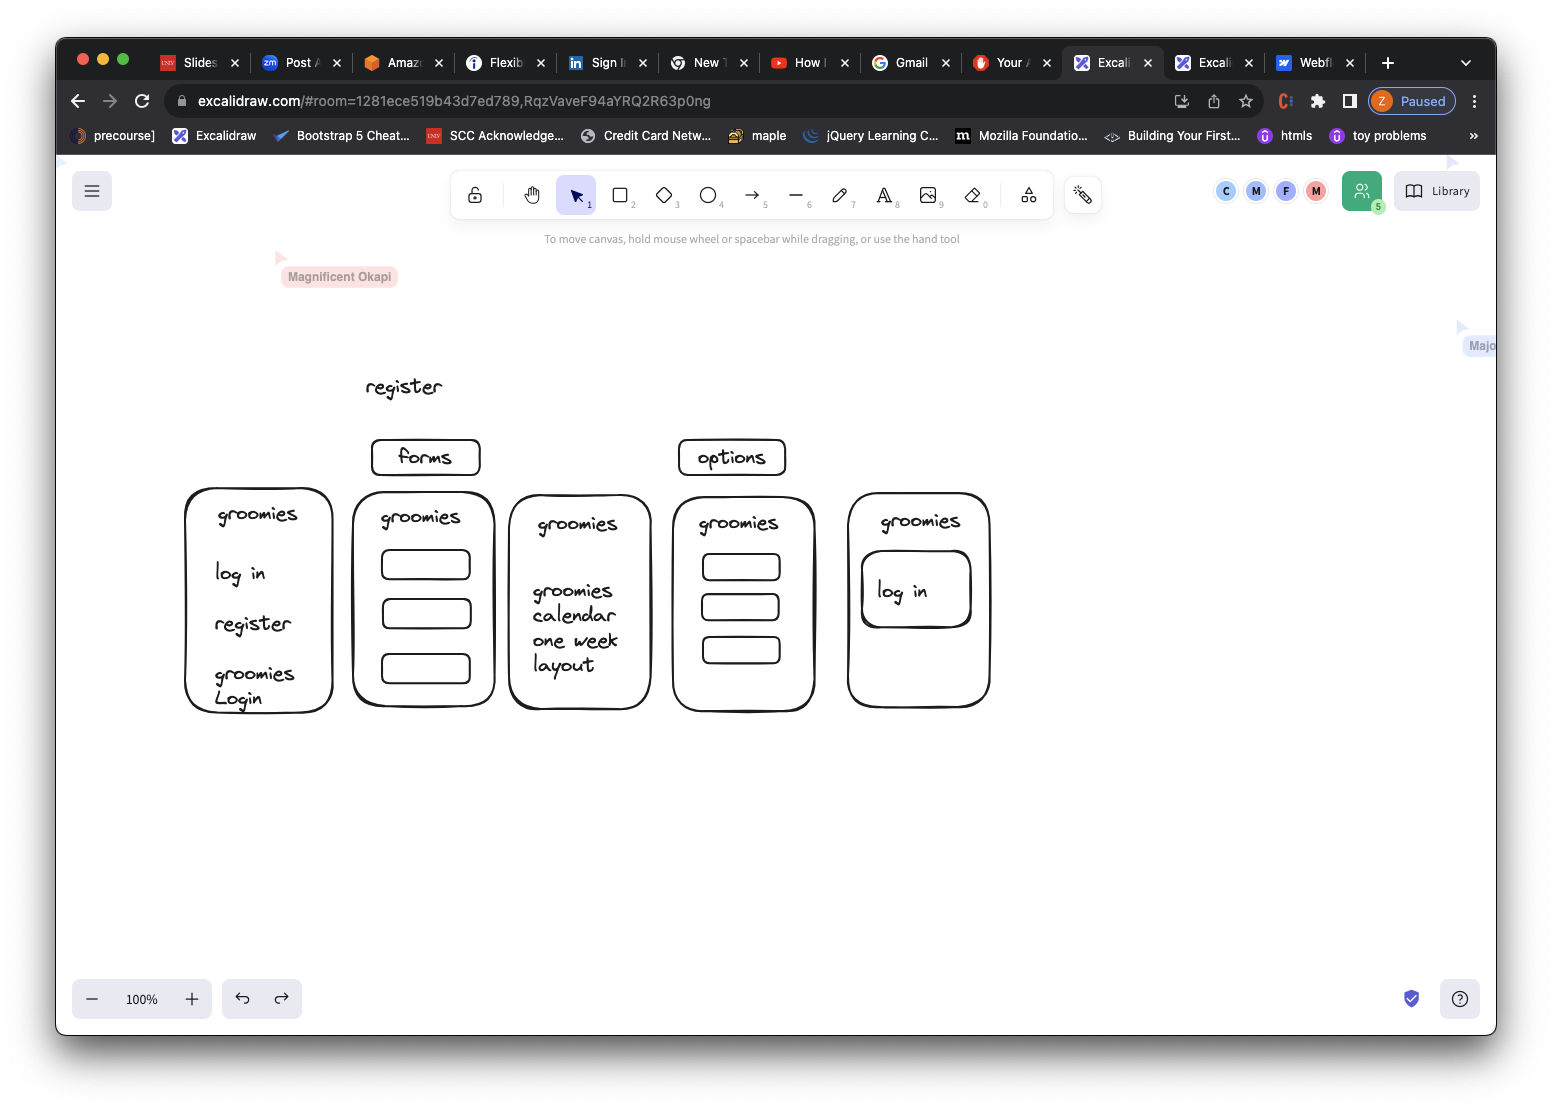 Slides
Post A
Amaz
Flexib
Sign I
New T
How
Gmail
Your A
Excali
Excali
Webfl
excalidraw.com/#room=1281ece519b43d7ed789,RqzVaveF94aYRQ2R63p0ng
Z Paused
precourse]
Excalidraw
Bootstrap 5 Cheat...
SCC Acknowledge...
Credit Card Netw...
maple
jQuery Learning C...
Mozilla Foundatio...
Building Your First...
htmls
toy problems
»
1 2 3 4 5 6 7 8 9 0
C M F M
5
Library
To move canvas, hold mouse wheel or spacebar while dragging, or use the hand tool
Magnificent Okapi
Majo
register
forms
options
groomies
log in
register
groomies
Login
groomies
groomies
groomies
calendar
one week
layout
groomies
groomies
log in
100%